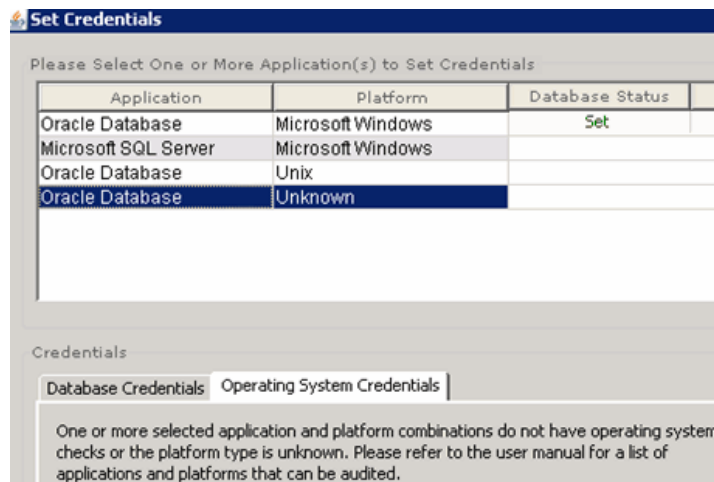 Set Credentials
Please Select One or More Application(s) to Set Credentials
Application Platform Database Status
Oracle Database Microsoft Windows Set
Microsoft SQL Server Microsoft Windows
Oracle Database Unix
Oracle Database Unknown
Credentials
Database Credentials Operating System Credentials
One or more selected application and platform combinations do not have operating system
checks or the platform type is unknown. Please refer to the user manual for a list of
applications and platforms that can be audited.